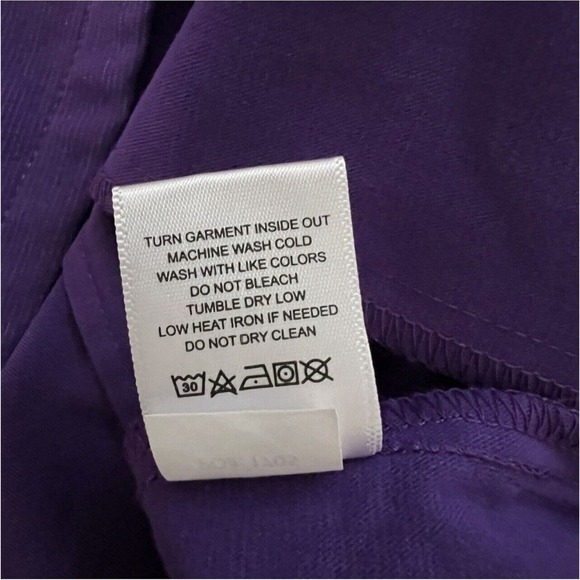 TURN GARMENT INSIDE OUT
MACHINE WASH COLD
WASH WITH LIKE COLORS
DO NOT BLEACH
TUMBLE DRY LOW
LOW HEAT IRON IF NEEDED
DO NOT DRY CLEAN
30